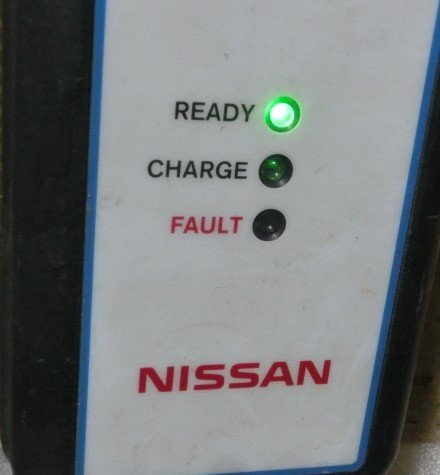 READY
CHARGE
FAULT
NISSAN